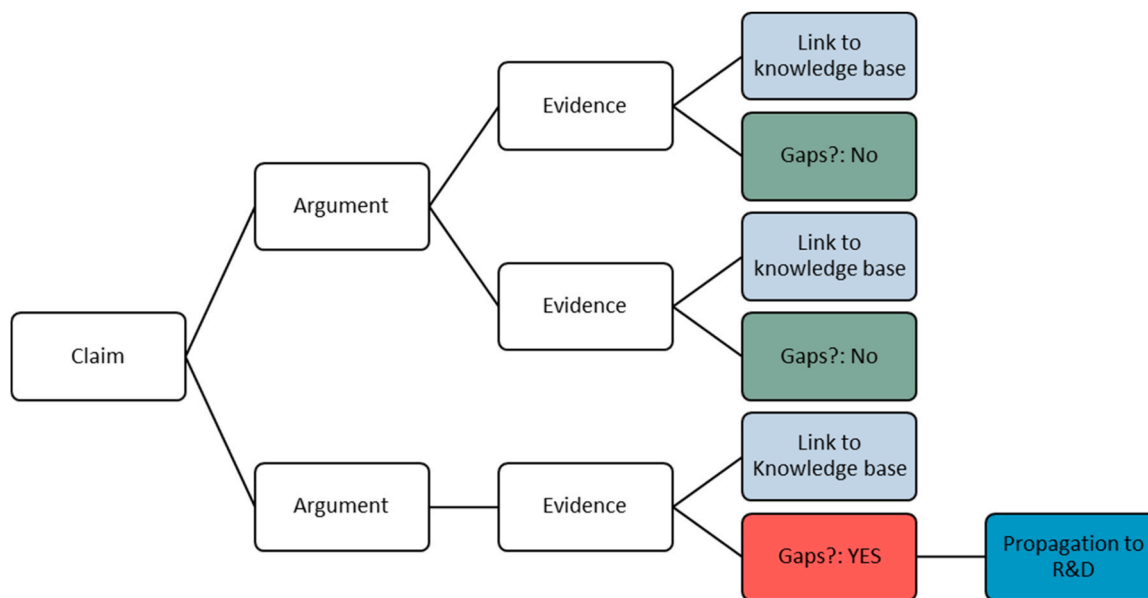 Link to
knowledge base
Evidence
Gaps?: No
Argument
Link to
knowledge base
Evidence
Gaps?: No
Claim
Link to
Knowledge base
Argument
Evidence
Gaps?: YES
Propagation to
R&D